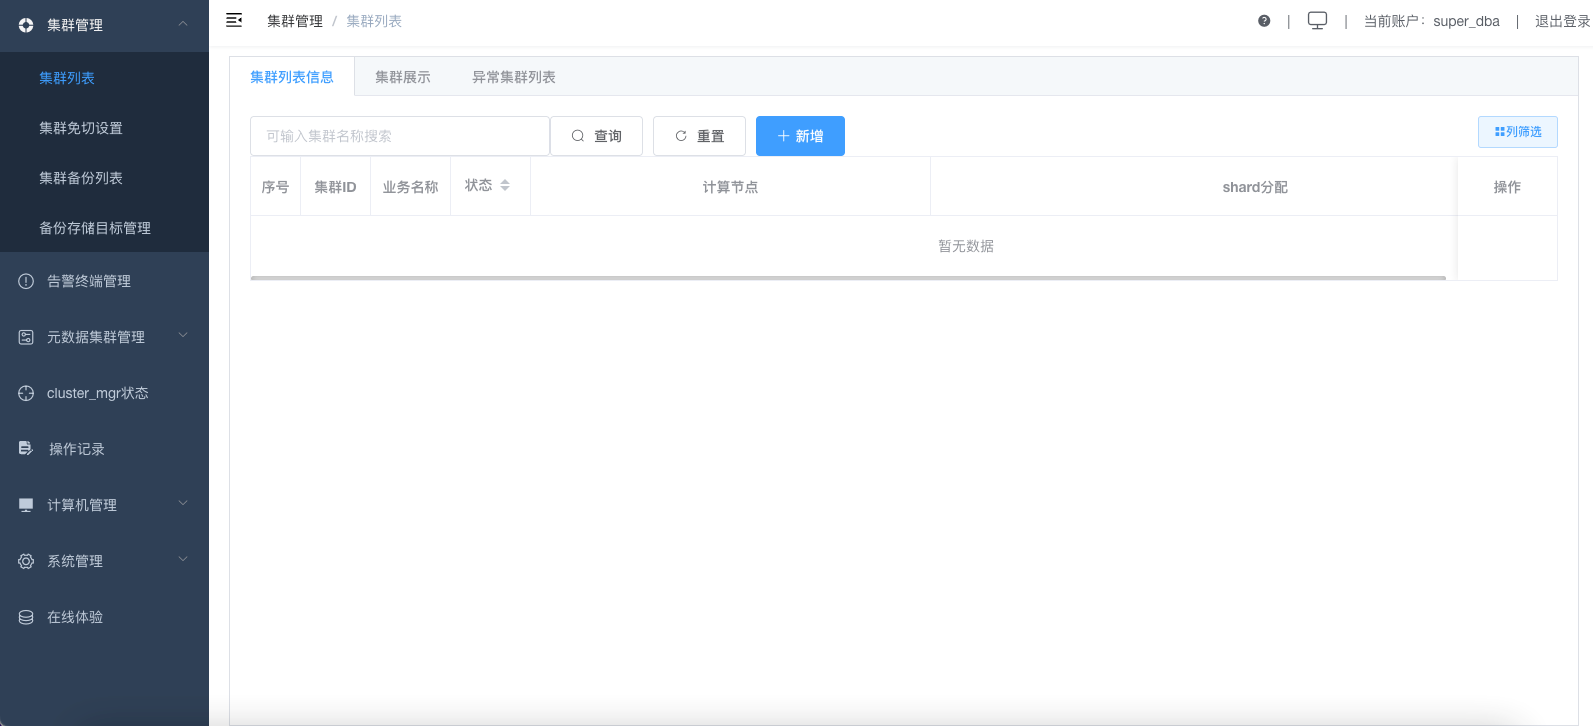 集群管理
集群列表
集群免切设置
集群备份列表
备份存储目标管理
告警终端管理
元数据集群管理
cluster_mgr状态
操作记录
计算机管理
系统管理
在线体验
集群管理 / 集群列表
? | | 当前账户：super_dba | 退出登录
集群列表信息 集群展示 异常集群列表
可输入集群名称搜索 查询 重置 新增 列筛选
序号 集群ID 业务名称 状态 计算节点 shard分配 操作
暂无数据